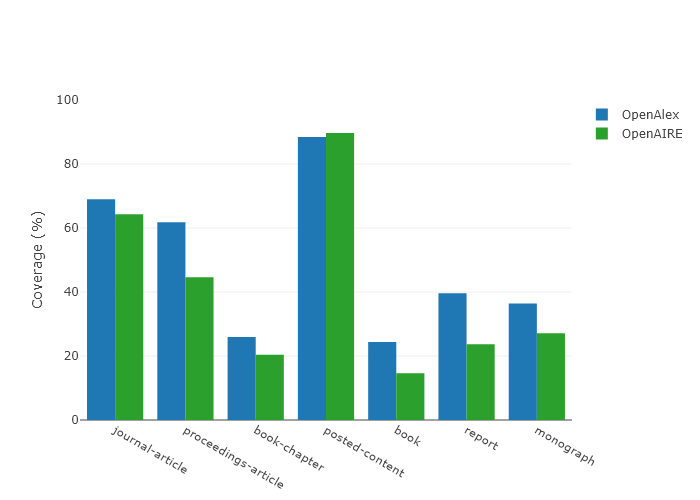 100
80
60
40
20
0
Coverage (%)
journal-article
proceedings-article
book-chapter
posted-content
book
report
monograph
OpenAlex
OpenAIRE